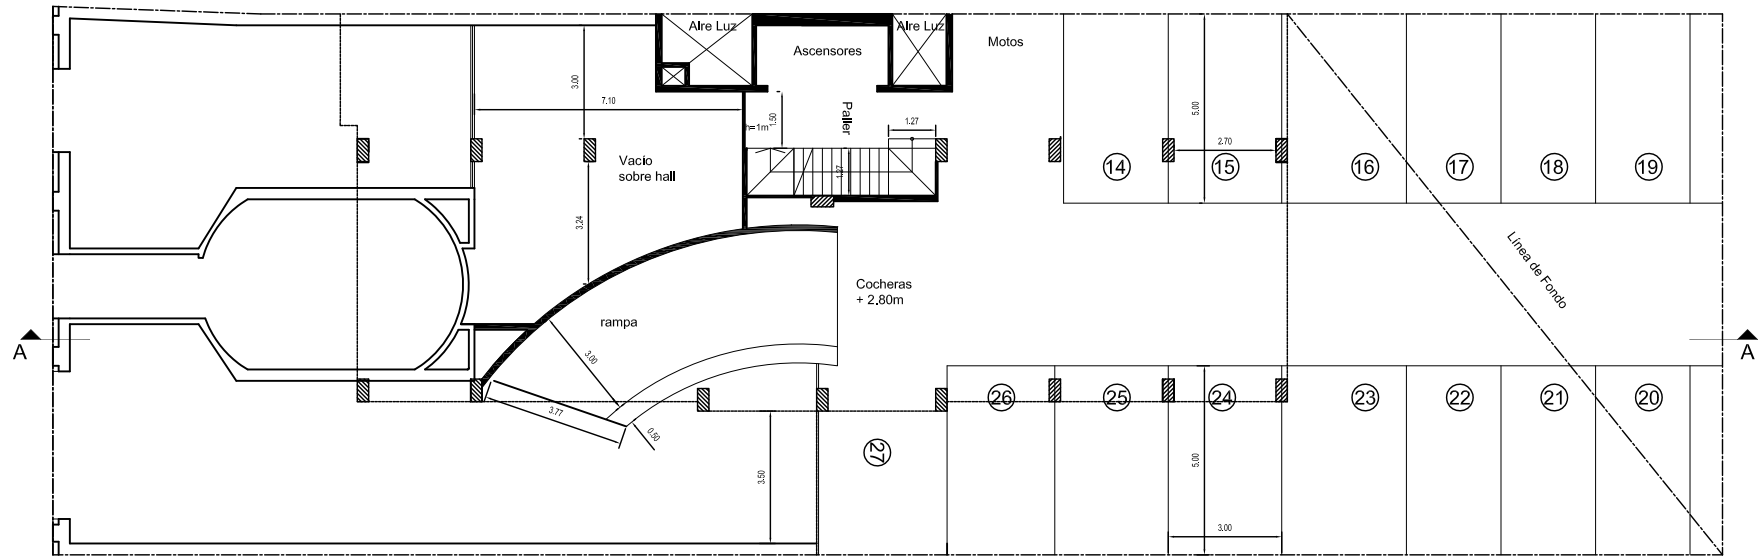 Aire Luz
Aire Luz
Ascensores
Motos
3.00
7.10
1.50
h=1m
Palier
1.27
1.27
5.00
2.70
Vacio
sobre hall
3.24
14
15
16
17
18
19
Línea de Fondo
Cocheras
+ 2.80m
rampa
3.00
A
A
3.77
0.50
26
25
24
23
22
21
20
27
3.50
5.00
3.00